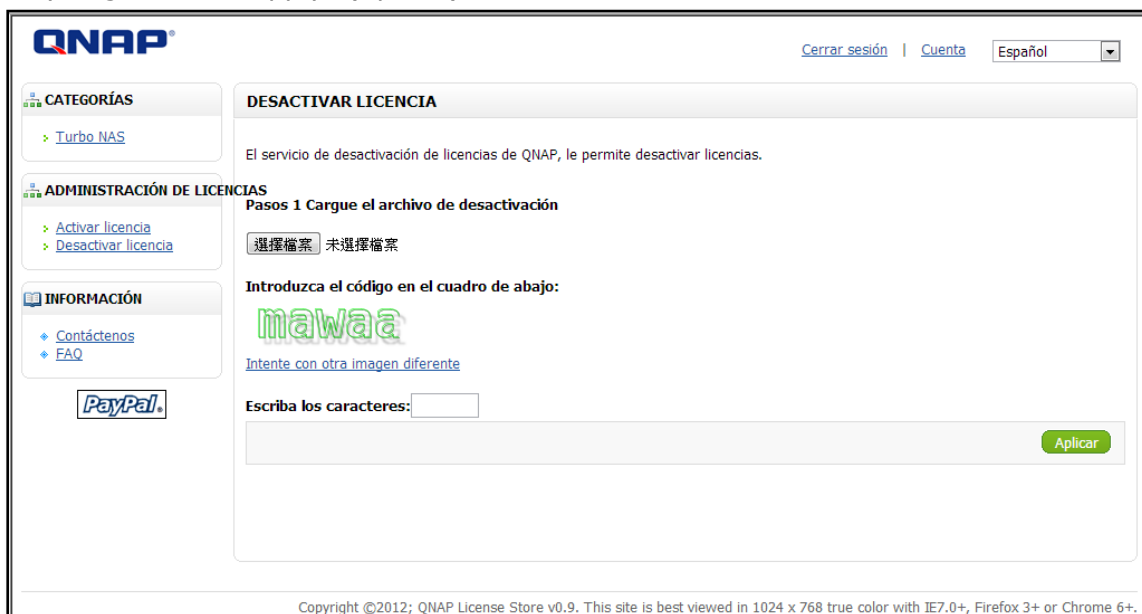 QNAP
Cerrar sesión | Cuenta Español
CATEGORÍAS
Turbo NAS
ADMINISTRACIÓN DE LICENCIAS
Activar licencia
Desactivar licencia
INFORMACIÓN
Contáctenos
FAQ
PayPal.
DESACTIVAR LICENCIA
El servicio de desactivación de licencias de QNAP, le permite desactivar licencias.
Pasos 1 Cargue el archivo de desactivación
選擇檔案 未選擇檔案
Introduzca el código en el cuadro de abajo:
mawaa
Intente con otra imagen diferente
Escriba los caracteres:
Aplicar
Copyright ©2012; QNAP License Store v0.9. This site is best viewed in 1024 x 768 true color with IE7.0+, Firefox 3+ or Chrome 6+.